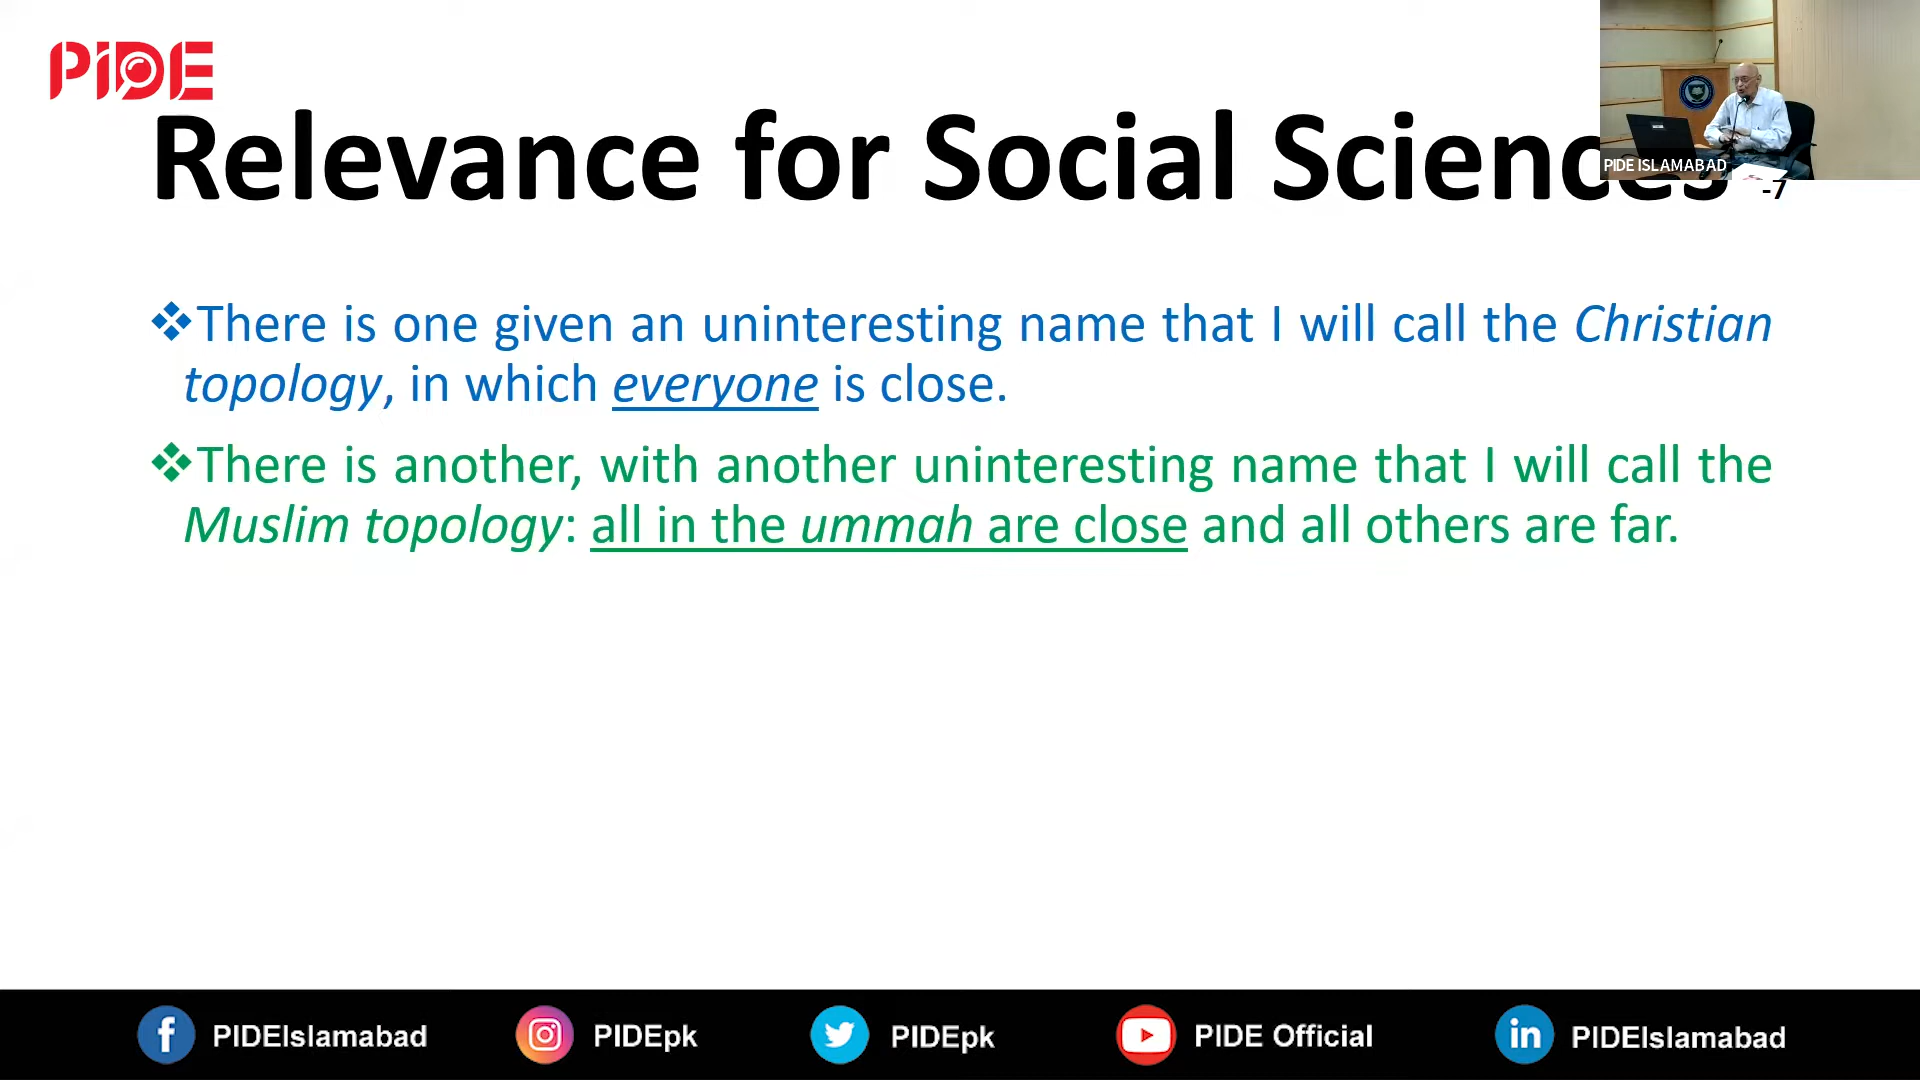 PIDE
Relevance for Social Sciences -7
PIDE ISLAMABAD
❖There is one given an uninteresting name that I will call the Christian
topology, in which everyone is close.
❖There is another, with another uninteresting name that I will call the
Muslim topology: all in the ummah are close and all others are far.
PIDEIslamabad PIDEpk PIDEpk PIDE Official PIDEIslamabad